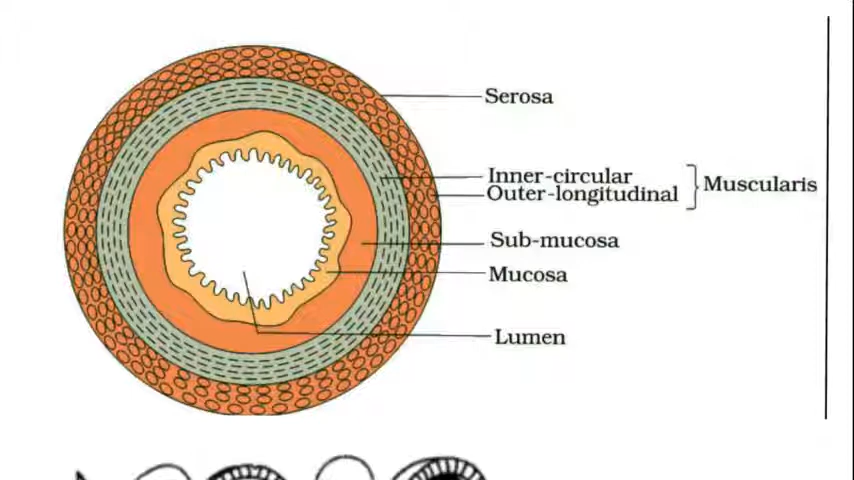 Serosa
Inner-circular
Outer-longitudinal
Muscularis
Sub-mucosa
Mucosa
Lumen